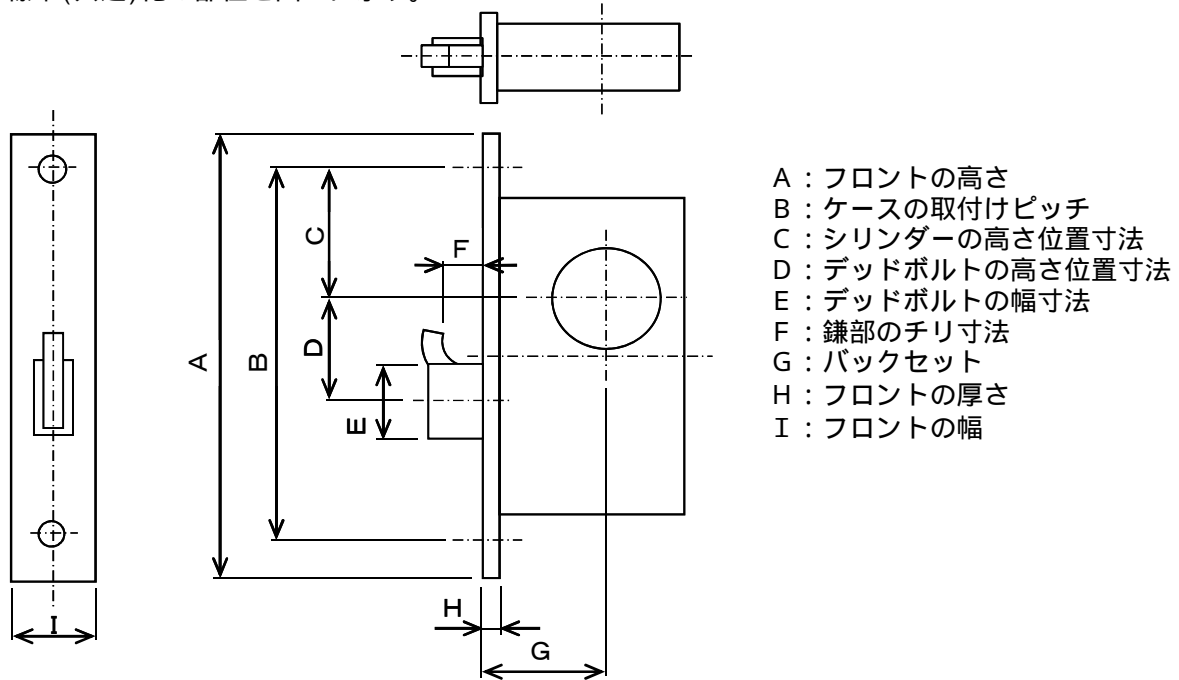 A：フロントの高さ
B：ケースの取付けピッチ
C：シリンダーの高さ位置寸法
D：デッドボルトの高さ位置寸法
E：デッドボルトの幅寸法
F：鎌部のチリ寸法
G：バックセット
H：フロントの厚さ
I：フロントの幅
C
F
A
B
D
E
I
H
G